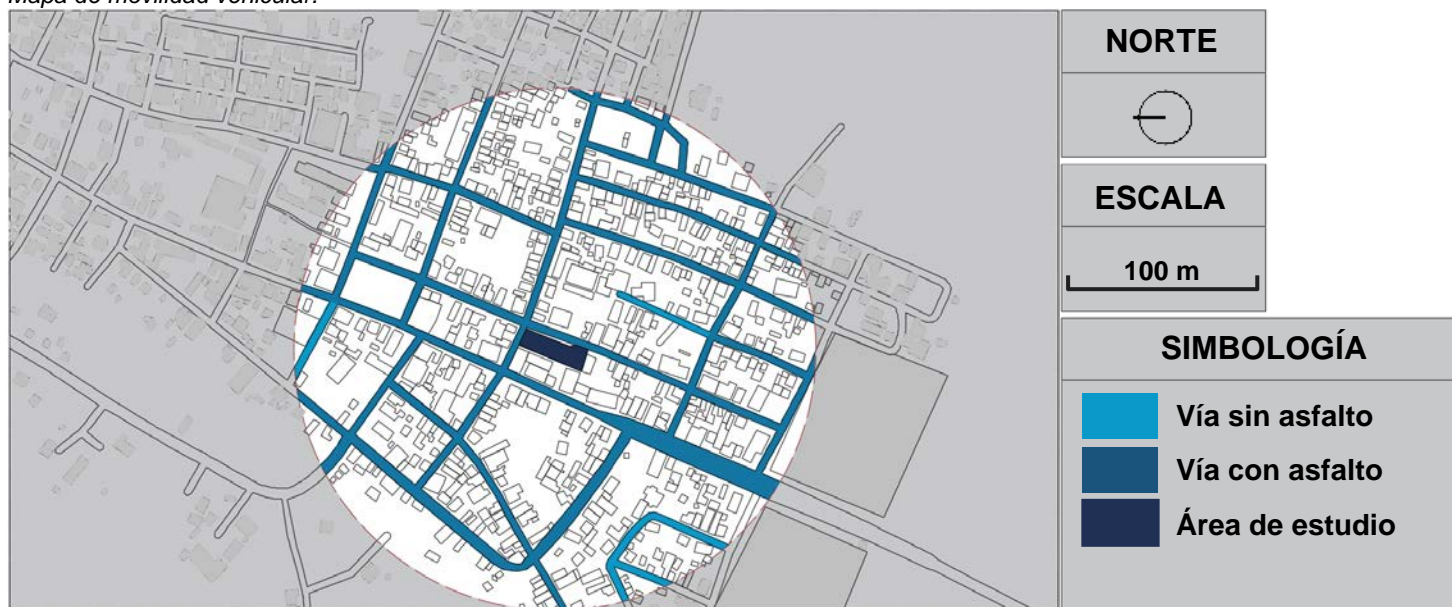 Mapa de movilidad vehicular.
NORTE
ESCALA
100 m
SIMBOLOGÍA
Vía sin asfalto
Vía con asfalto
Área de estudio